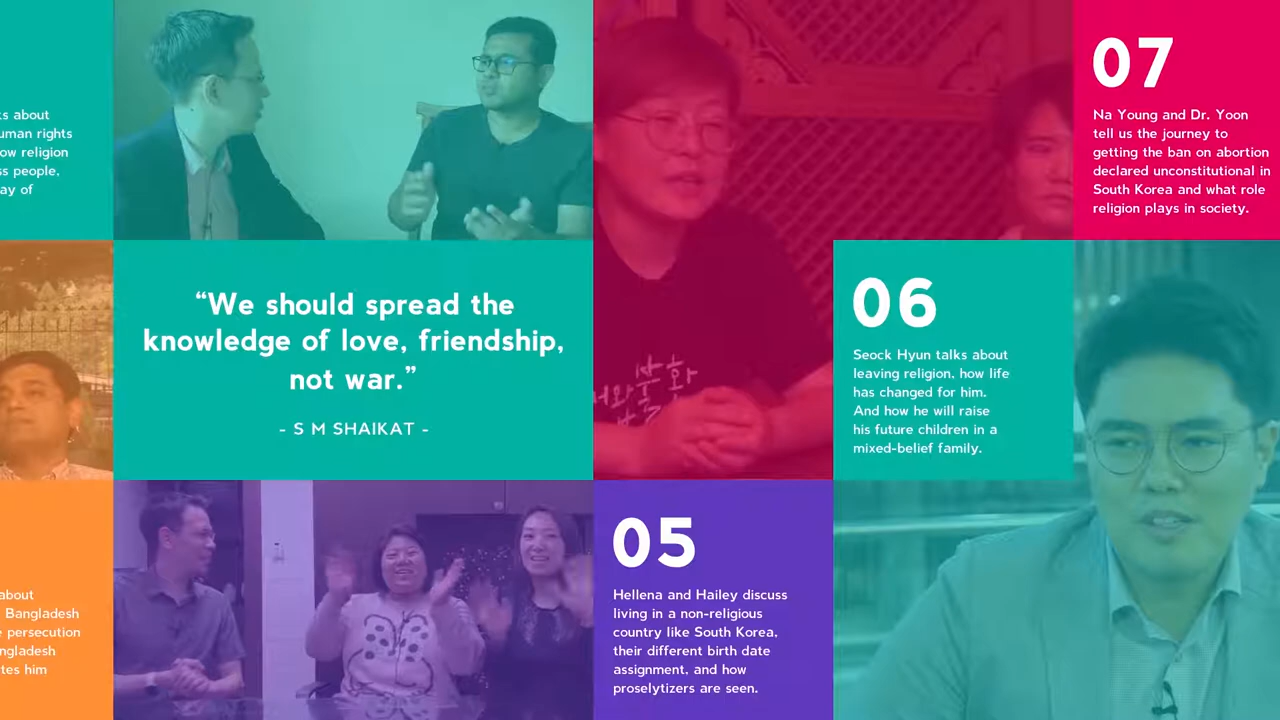 ks about
uman rights
ow religion
ss people,
ay of
“We should spread the
knowledge of love, friendship,
not war.”
- S M SHAIKAT -
about
Bangladesh
e persecution
ngladesh
tes him
07
Na Young and Dr. Yoon
tell us the journey to
getting the ban on abortion
declared unconstitutional in
South Korea and what role
religion plays in society.
06
Seock Hyun talks about
leaving religion, how life
has changed for him.
And how he will raise
his future children in a
mixed-belief family.
05
Hellena and Hailey discuss
living in a non-religious
country like South Korea,
their different birth date
assignment, and how
proselytizers are seen.